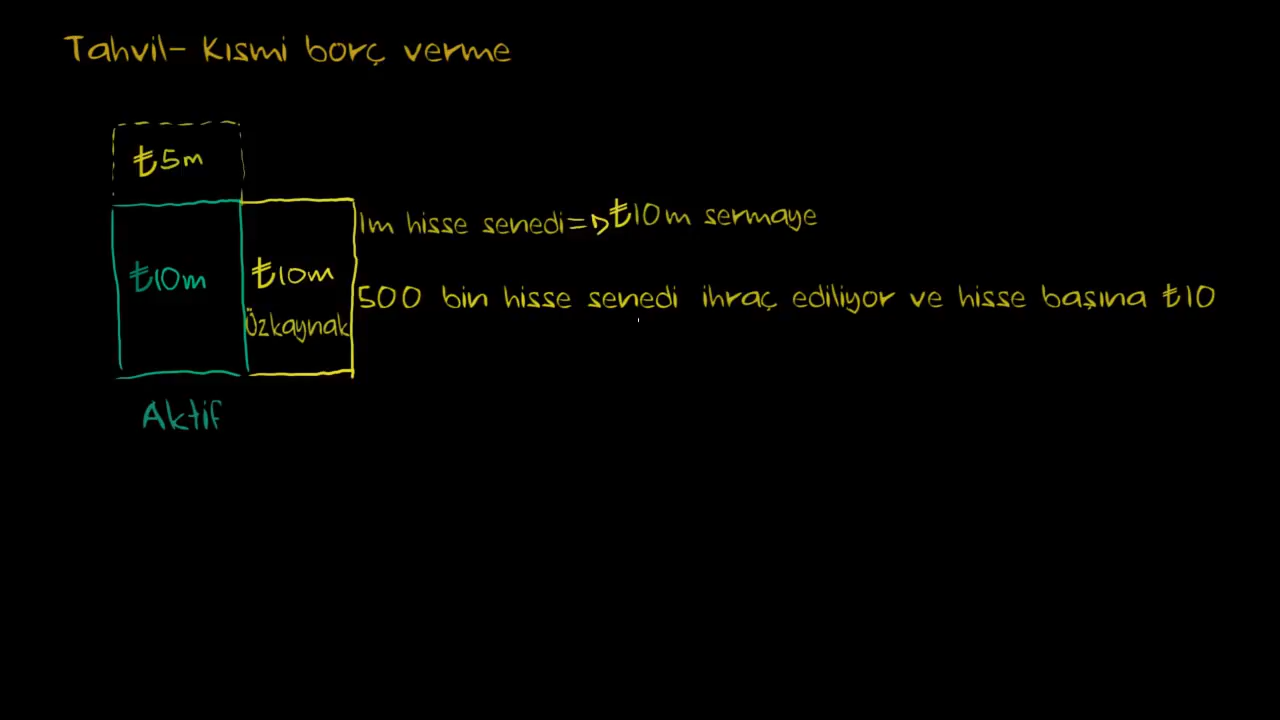 Tahvil- Kısmi borç verme
₺5m
1m hisse senedi=> ₺10m sermaye
₺10m
₺10m
Üzkaynak
500 bin hisse senedi ihraç ediliyor ve hisse başına ₺10
Aktif